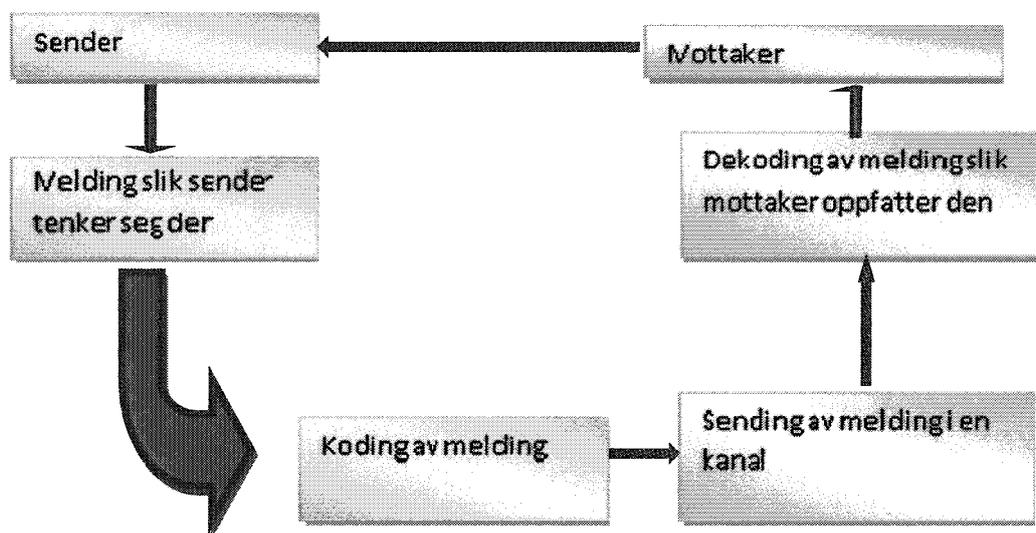 Sender
Mottaker
Melding slik sender
tenker seg der
Dekoding av melding slik
mottaker oppfatter den
Koding av melding
Sending av melding i en
kanal